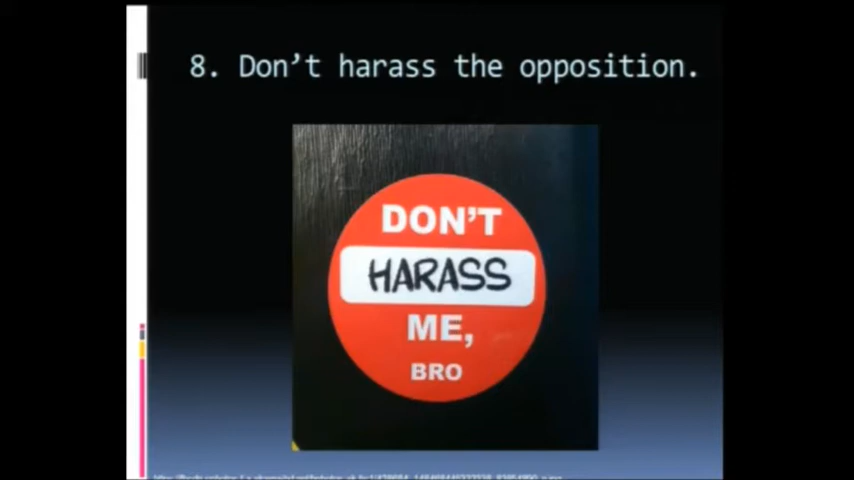 8. Don’t harass the opposition.
DON’T
HARASS
ME,
BRO